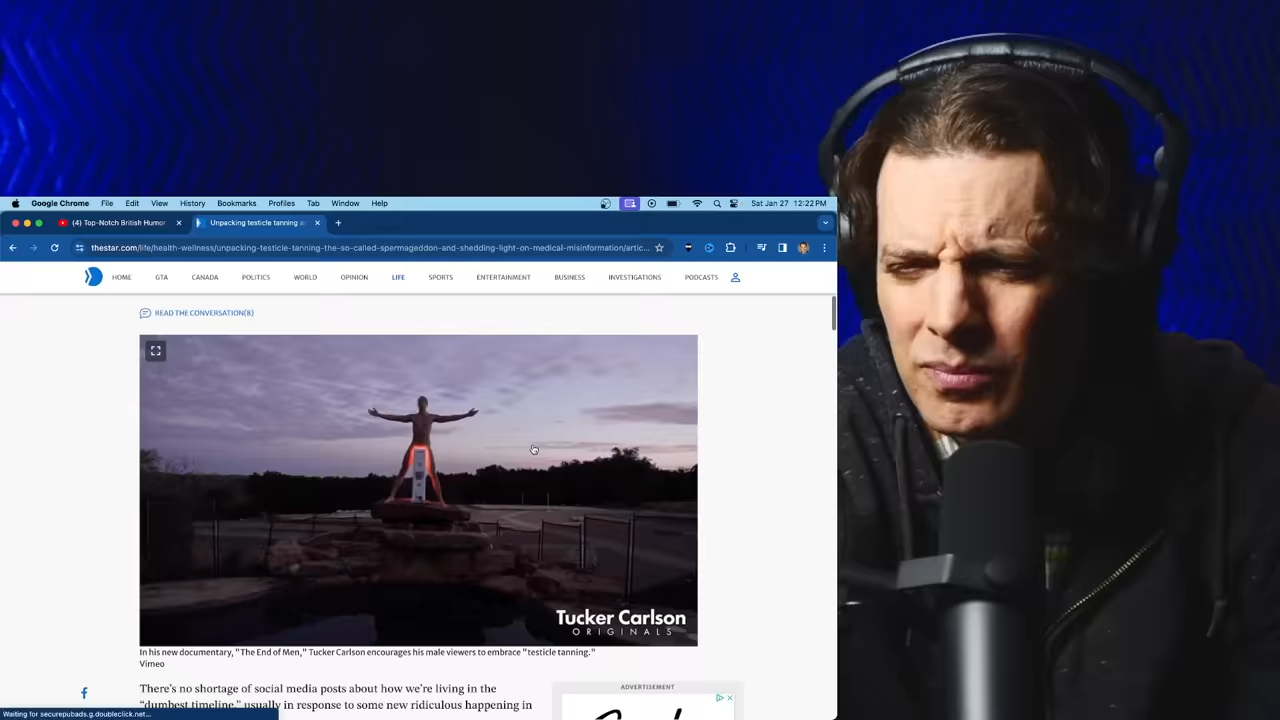 Google Chrome File Edit View History Bookmarks Profiles Tab Window Help Sat Jan 27 12:22 PM
(4) Top-Notch British Humor Unpacking testicle tanning a
thestar.com/life/health-wellness/unpacking-testicle-tanning-the-so-called-spermageddon-and-shedding-light-on-medical-misinformation/artic...
HOME GTA CANADA POLITICS WORLD OPINION LIFE SPORTS ENTERTAINMENT BUSINESS INVESTIGATIONS PODCASTS
READ THE CONVERSATION(8)
Tucker Carlson
ORIGINALS
In his new documentary, "The End of Men," Tucker Carlson encourages his male viewers to embrace "testicle tanning."
Vimeo
There's no shortage of social media posts about how we're living in the
"dumbest timeline," usually in response to some new ridiculous happening in
ADVERTISEMENT
Waiting for securepubads.g.doubleclick.net...